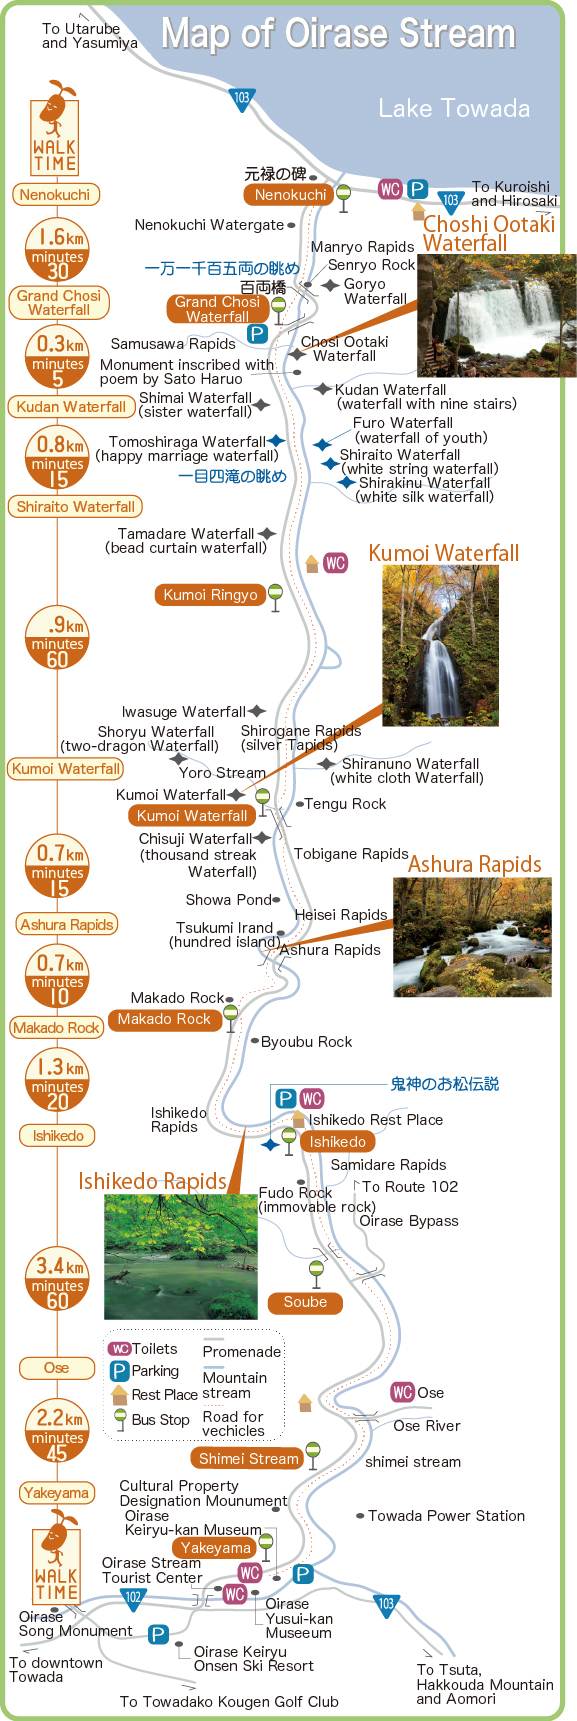 To Utarube
and Yasumiya
Map of Oirase Stream
103
Lake Towada
WALK
TIME
元禄の碑
Nenokuchi
Nenokuchi
WC
P
103
To Kuroishi
and Hirosaki
Nenokuchi Watergate
Choshi Ootaki
Waterfall
1.6km
minutes
30
Manryo Rapids
一万一千百五両の眺め
Senryo Rock
百両橋
Goryo
Waterfall
Grand Chosi
Waterfall
Grand Chosi
Waterfall
P
0.3km
minutes
5
Samusawa Rapids
Chosi Ootaki
Waterfall
Monument inscribed with
poem by Sato Haruo
Kudan Waterfall
(waterfall with nine stairs)
Kudan Waterfall
Shimai Waterfall
(sister waterfall)
Furo Waterfall
(waterfall of youth)
0.8km
minutes
15
Tomoshiraga Waterfall
(happy marriage waterfall)
Shiraito Waterfall
(white string waterfall)
一目四滝の眺め
Shirakinu Waterfall
(white silk waterfall)
Shiraito Waterfall
Tamadare Waterfall
(bead curtain waterfall)
Kumoi Waterfall
WC
Kumoi Ringyo
.9km
minutes
60
Iwasuge Waterfall
Shoryu Waterfall
(two-dragon Waterfall)
Shirogane Rapids
(silver Tapids)
Kumoi Waterfall
Yoro Stream
Shiranuno Waterfall
(white cloth Waterfall)
Kumoi Waterfall
Kumoi Waterfall
Tengu Rock
Chisuji Waterfall
(thousand streak
Waterfall)
Tobigane Rapids
0.7km
minutes
15
Ashura Rapids
Showa Pond
Heisei Rapids
Ashura Rapids
Tsukumi Irand
(hundred island)
Ashura Rapids
0.7km
minutes
10
Makado Rock
Makado Rock
Makado Rock
Byoubu Rock
1.3km
minutes
20
鬼神のお松伝説
P
WC
Ishikedo
Rapids
Ishikedo Rest Place
Ishikedo
Ishikedo
Samidare Rapids
Ishikedo Rapids
Fudo Rock
(immovable rock)
To Route 102
Oirase Bypass
3.4km
minutes
60
Soube
WC Toilets
Promenade
P Parking
Mountain
stream
Rest Place
Bus Stop
Road for
vechicles
Ose
WC Ose
2.2km
minutes
45
Ose River
Shimei Stream
shimei stream
Yakeyama
Cultural Property
Designation Mounument
Oirase
Keiryu-kan Museum
Towada Power Station
Yakeyama
WALK
TIME
Oirase Stream
Tourist Center
WC
P
WC
102
103
Oirase
Yusui-kan
Museeum
Oirase
Song Monument
P
Oirase Keiryu
Onsen Ski Resort
To downtown
Towada
To Tsuta,
Hakkouda Mountain
and Aomori
To Towadako Kougen Golf Club